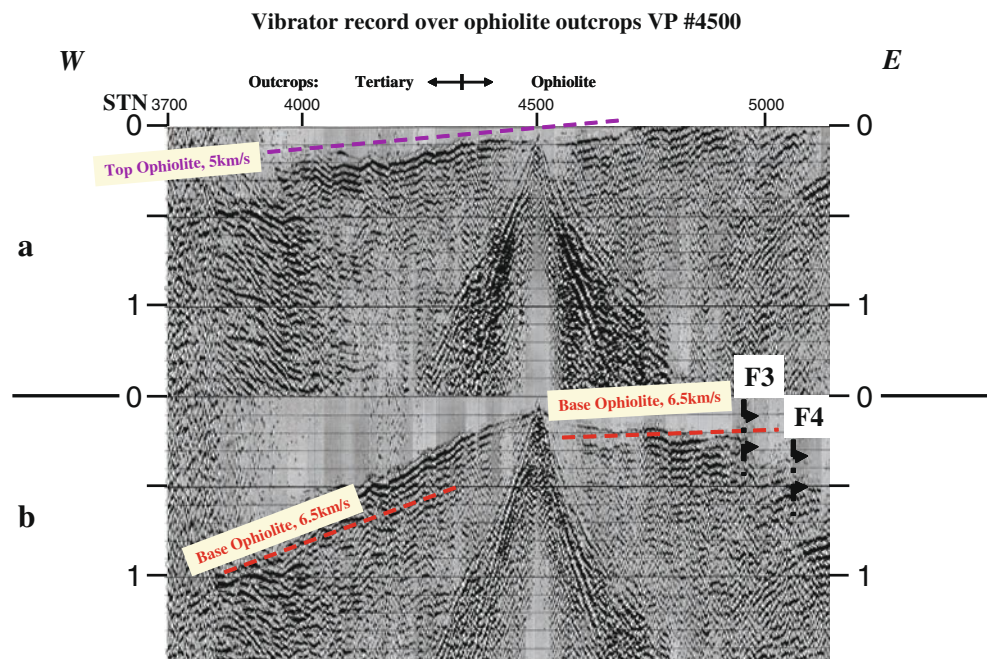 Vibrator record over ophiolite outcrops VP #4500
W
E
Outcrops: Tertiary Ophiolite
STN
3700 4000 4500 5000
0 0
Top Ophiolite, 5km/s
a
1 1
F3
0 0
Base Ophiolite, 6.5km/s
F4
Base Ophiolite, 6.5km/s
b
1 1